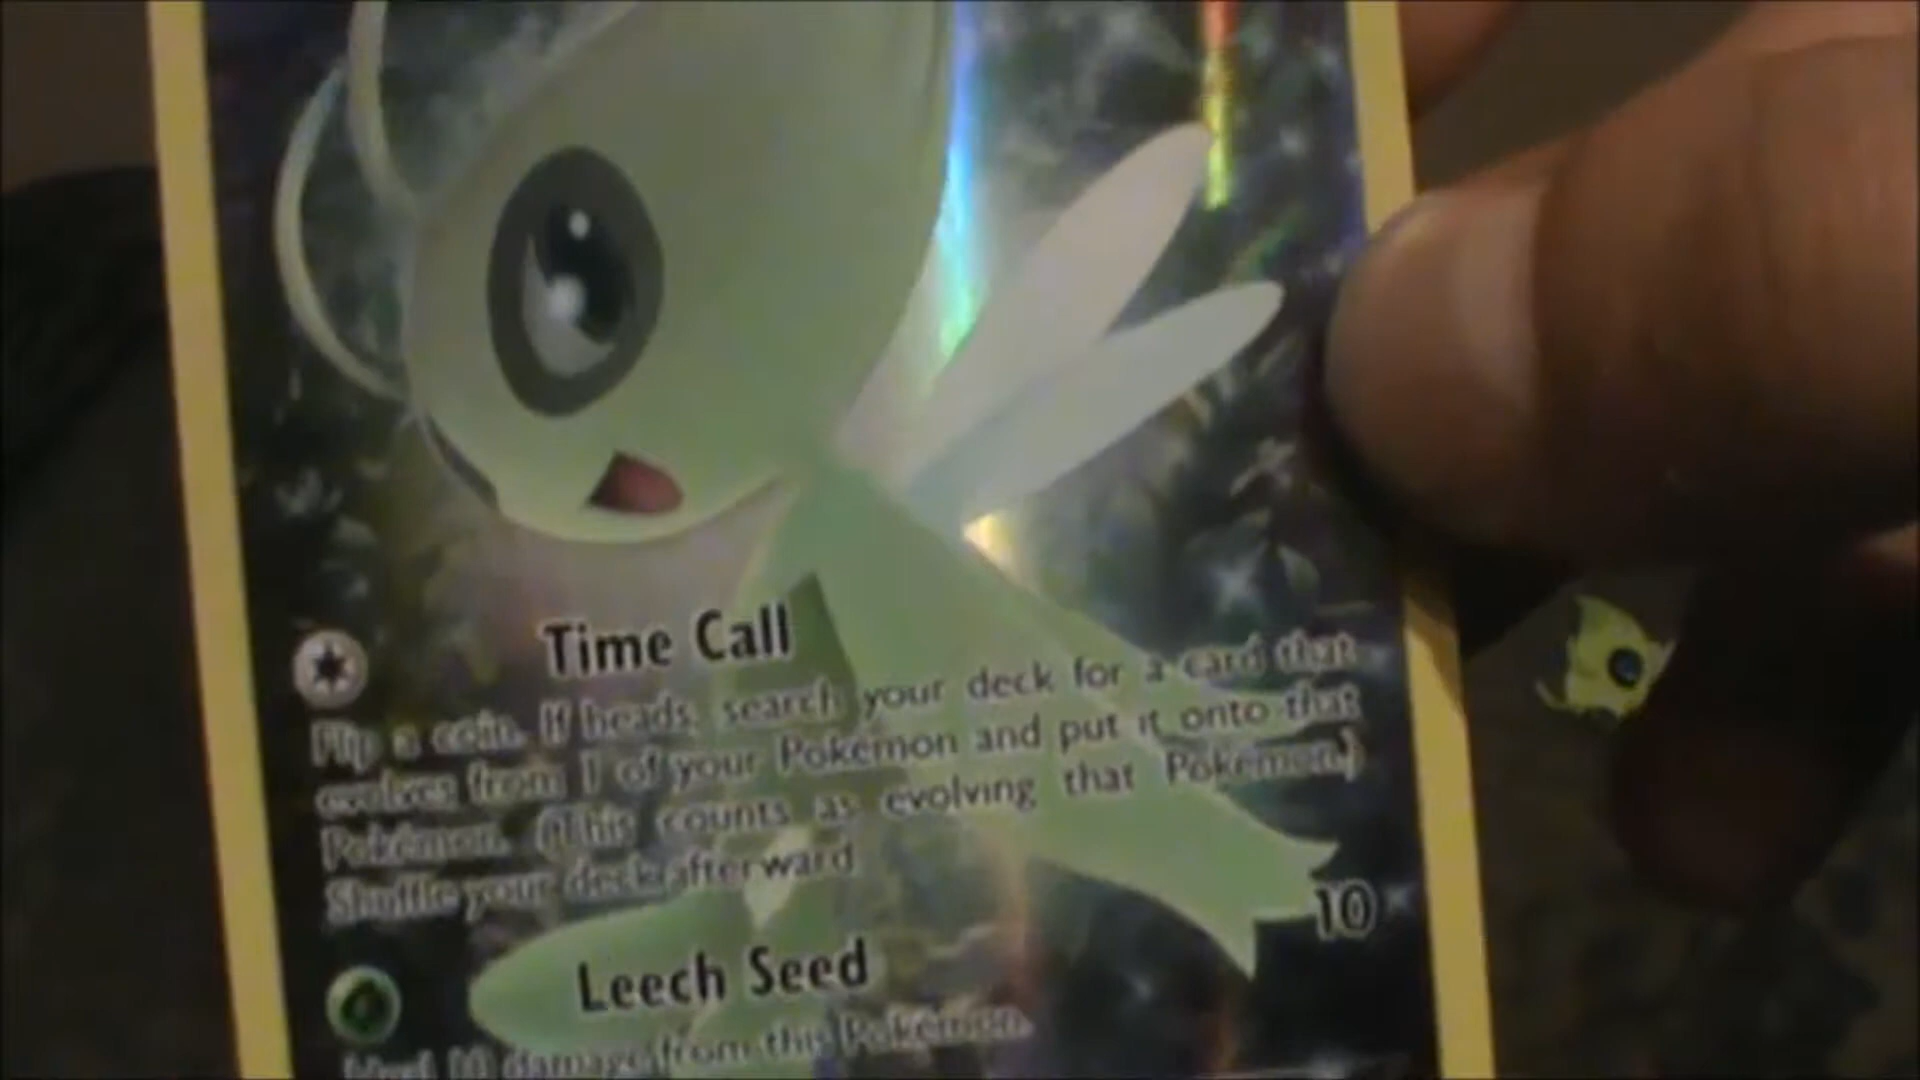 Time Call
Flip a coin. If heads, search your deck for a card that
evolves from 1 of your Pokémon and put it onto that
Pokémon. (This counts as evolving that Pokémon.)
Shuffle your deck afterward.
Leech Seed 10
Heal 10 damage from this Pokémon.